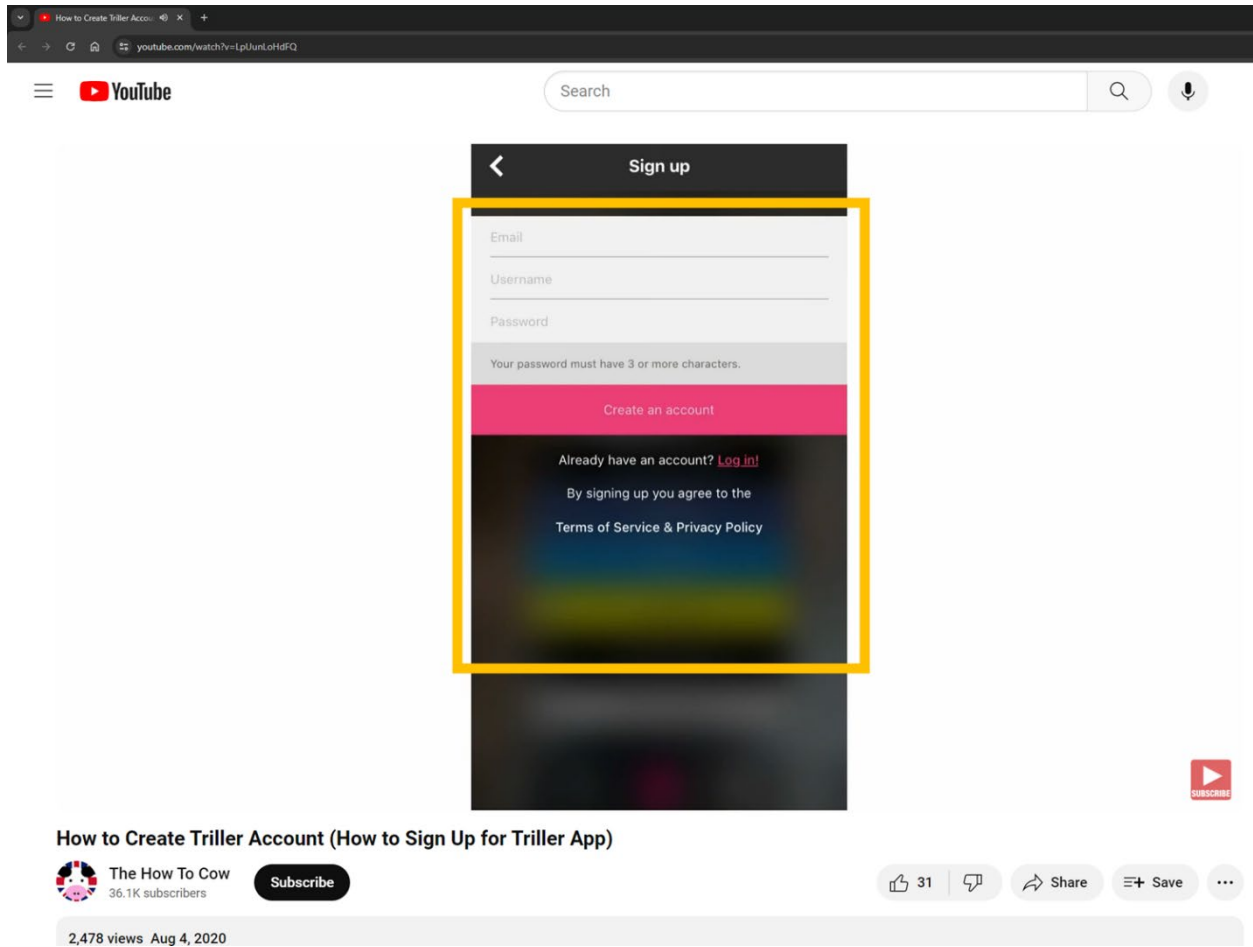 How to Create Triller Accou
youtube.com/watch?v=LpUunLoHdFQ
YouTube
Search
Sign up
Email
Username
Password
Your password must have 3 or more characters.
Create an account
Already have an account? Log in!
By signing up you agree to the
Terms of Service & Privacy Policy
SUBSCRIBE
How to Create Triller Account (How to Sign Up for Triller App)
The How To Cow
36.1K subscribers
Subscribe
31
Share
Save
2,478 views Aug 4, 2020